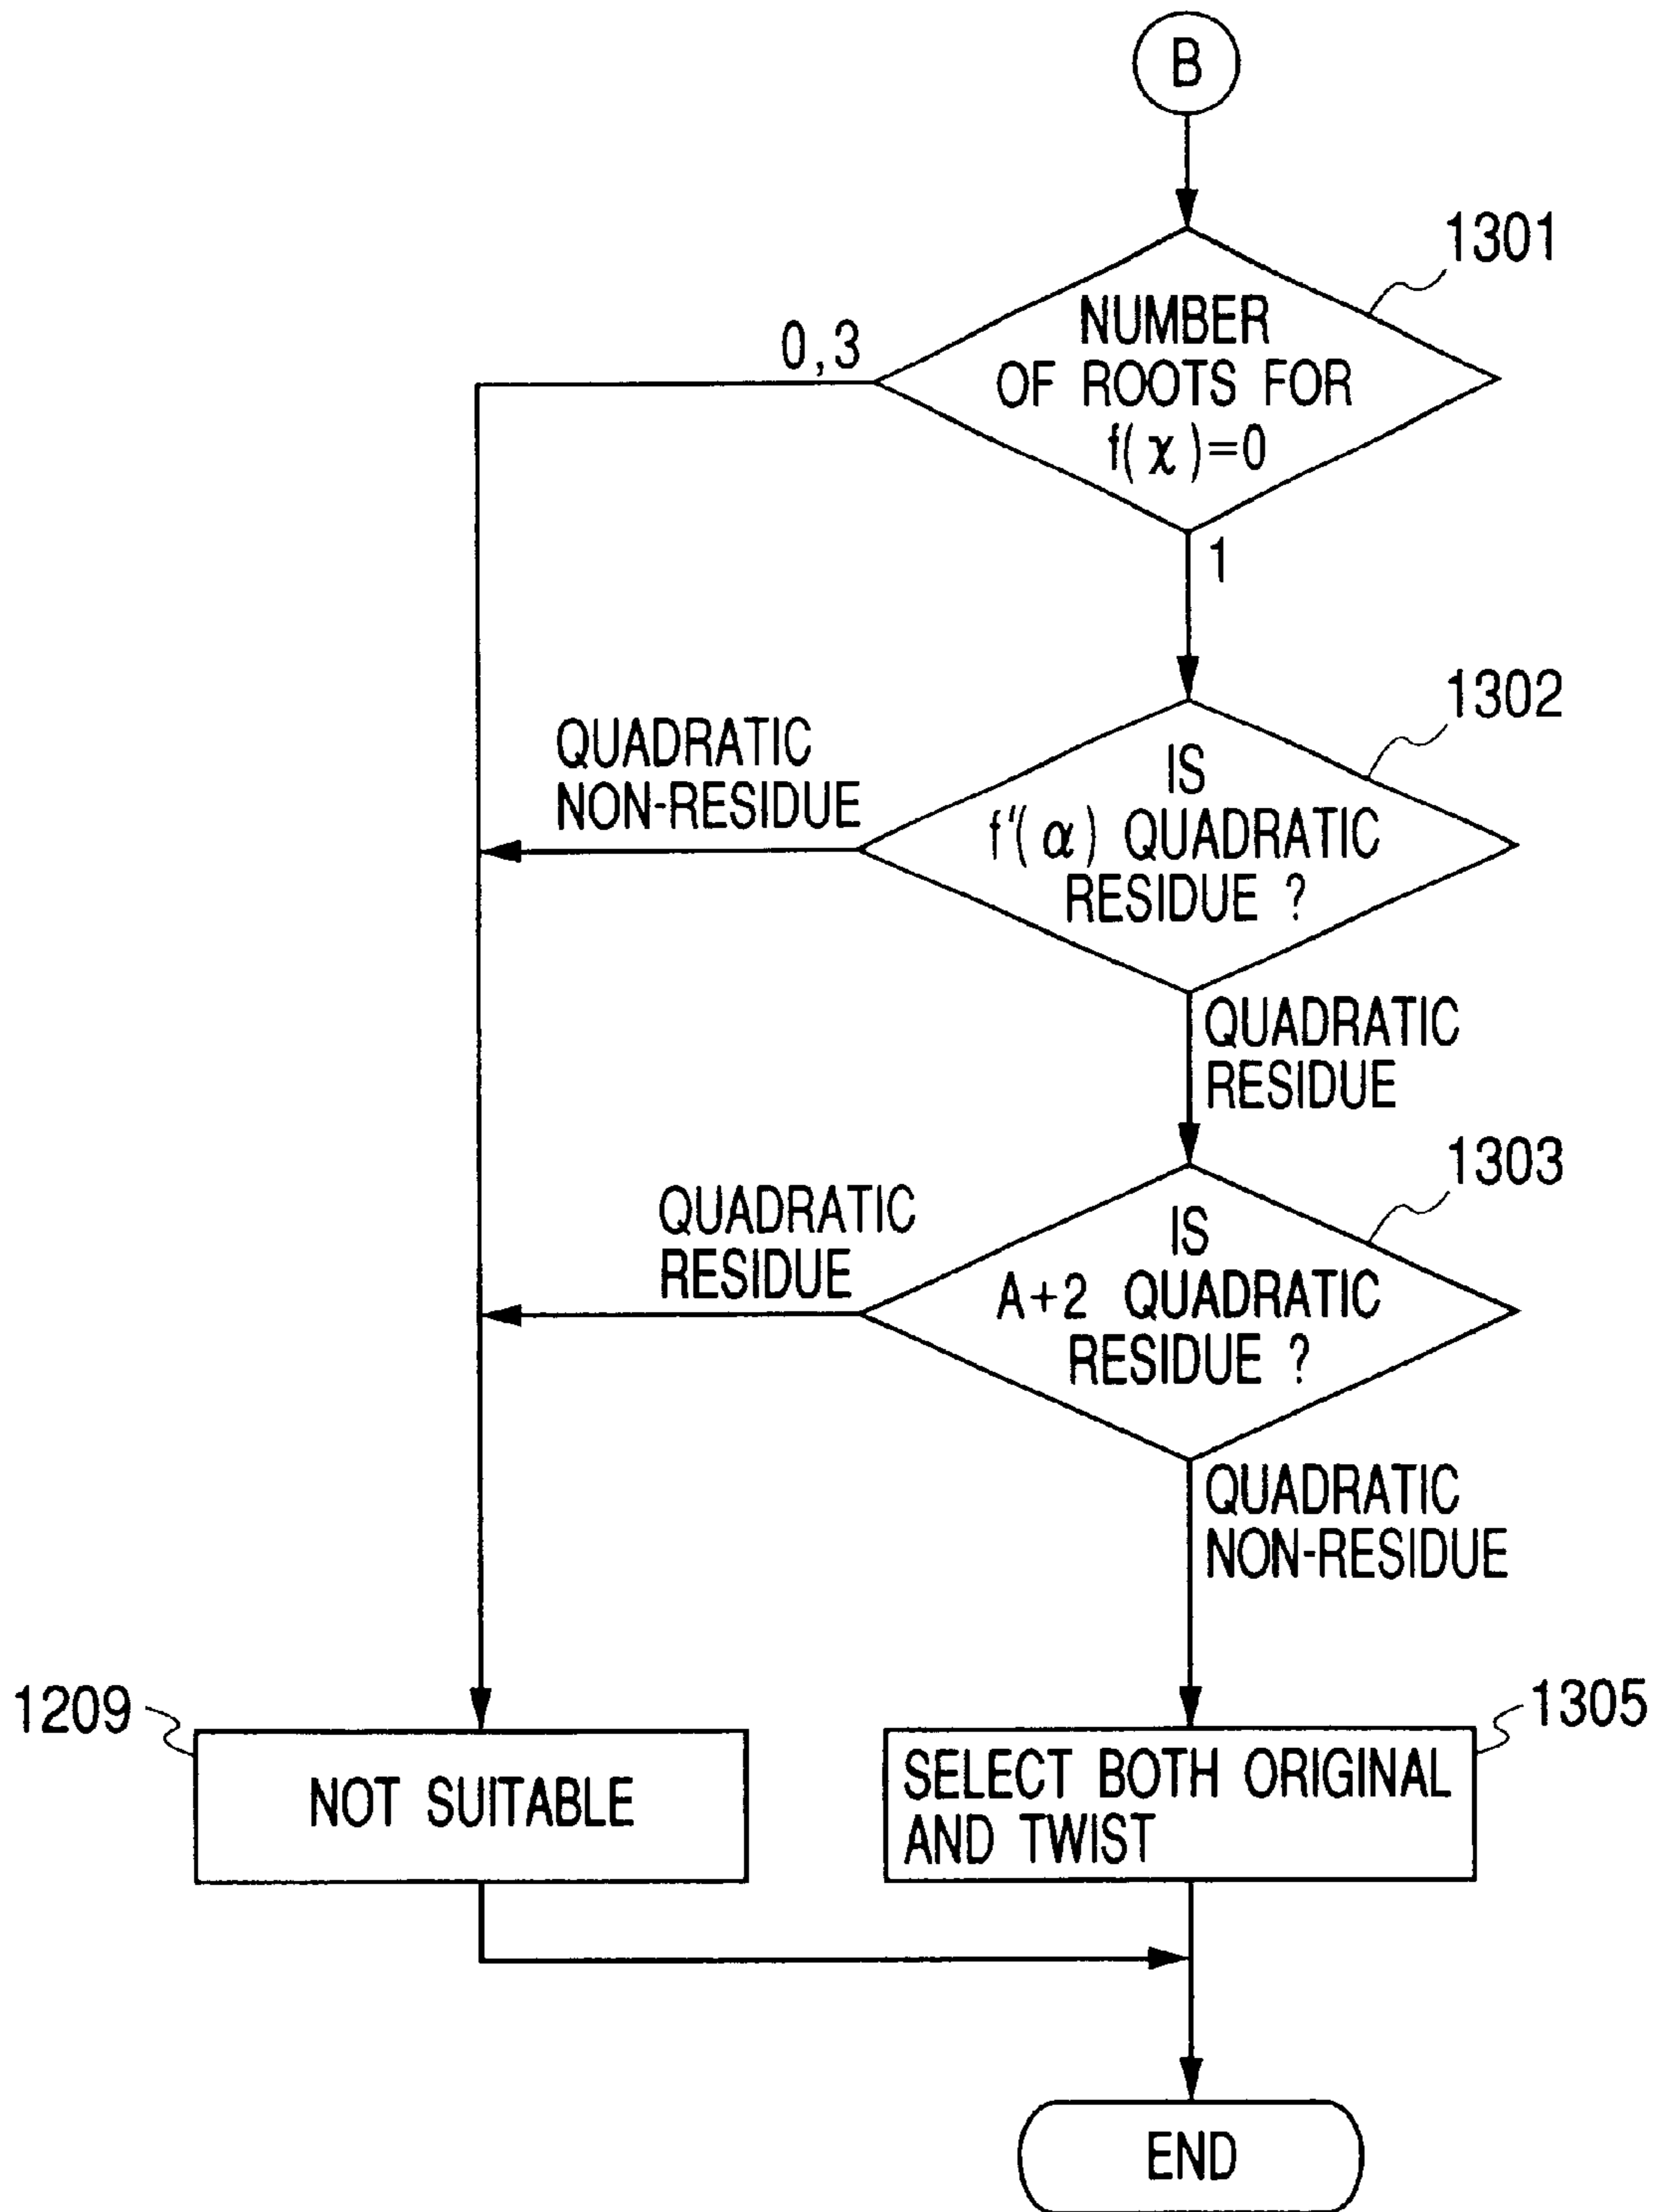 B
1301
NUMBER
OF ROOTS FOR
f(χ)=0
0,3
1
1302
IS
f'(α) QUADRATIC
RESIDUE ?
QUADRATIC
NON-RESIDUE
QUADRATIC
RESIDUE
1303
IS
A+2 QUADRATIC
RESIDUE ?
QUADRATIC
RESIDUE
QUADRATIC
NON-RESIDUE
1209
NOT SUITABLE
1305
SELECT BOTH ORIGINAL
AND TWIST
END